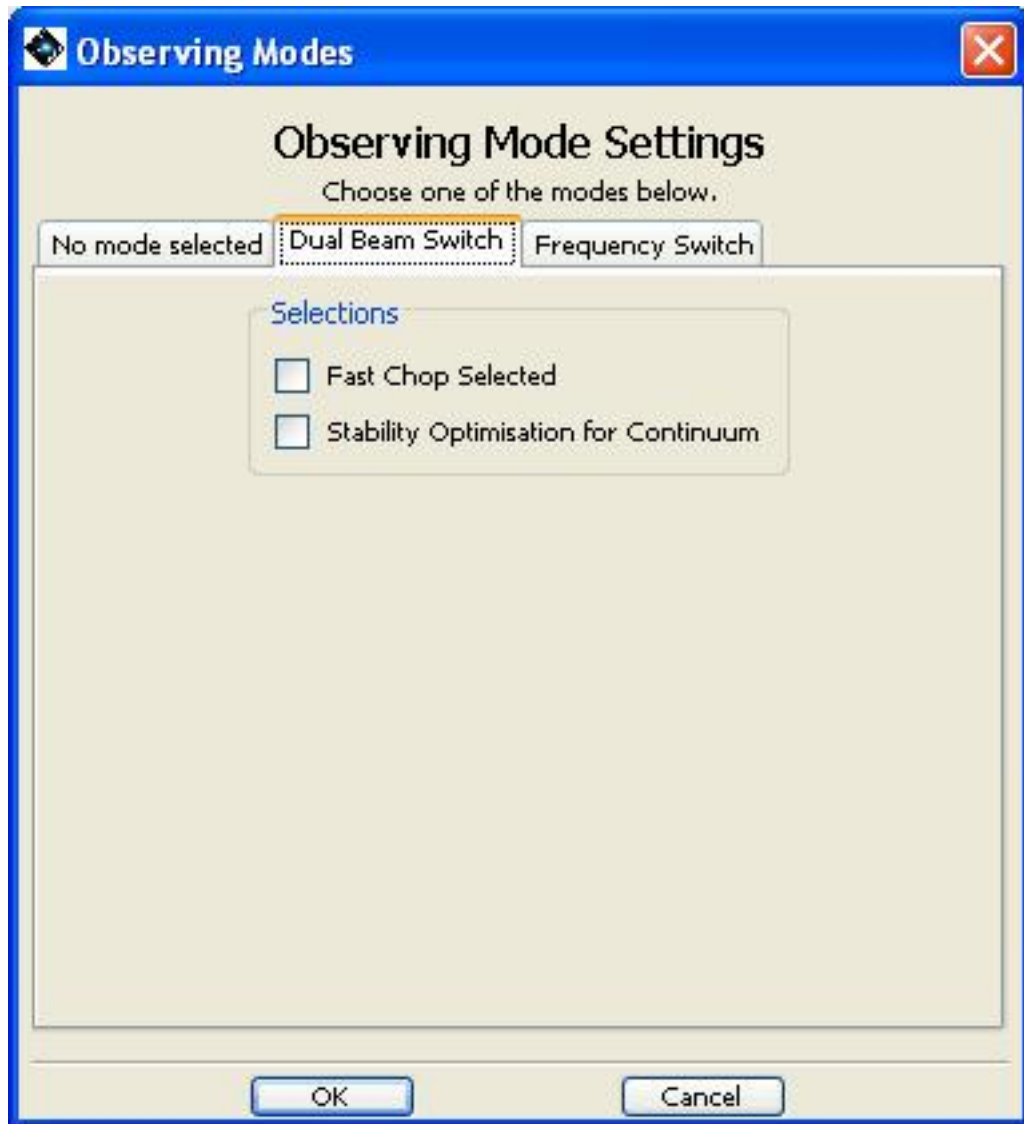 Observing Modes
Observing Mode Settings
Choose one of the modes below.
No mode selected Dual Beam Switch Frequency Switch
Selections
Fast Chop Selected
Stability Optimisation for Continuum
OK Cancel